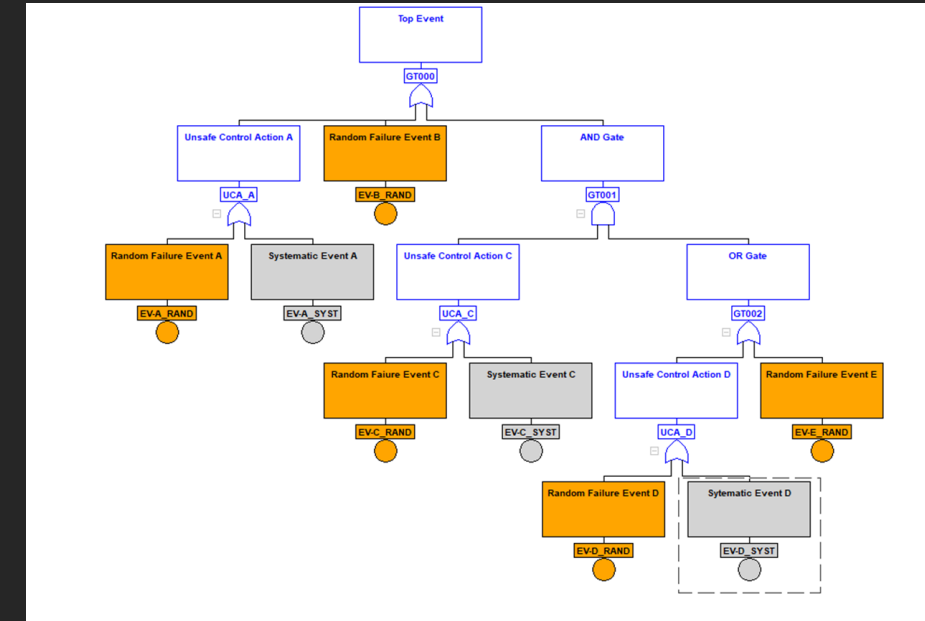 Top Event
GT000
Unsafe Control Action A
Random Failure Event B
AND Gate
UCA_A
EV-B_RAND
GT001
Random Failure Event A
Systematic Event A
Unsafe Control Action C
OR Gate
EV-A_RAND
EV-A_SYST
UCA_C
GT002
Random Faiure Event C
Systematic Event C
Unsafe Control Action D
Random Failure Event E
EV-C_RAND
EV-C_SYST
UCA_D
EV-E_RAND
Random Failure Event D
Sytematic Event D
EV-D_RAND
EV-D_SYST